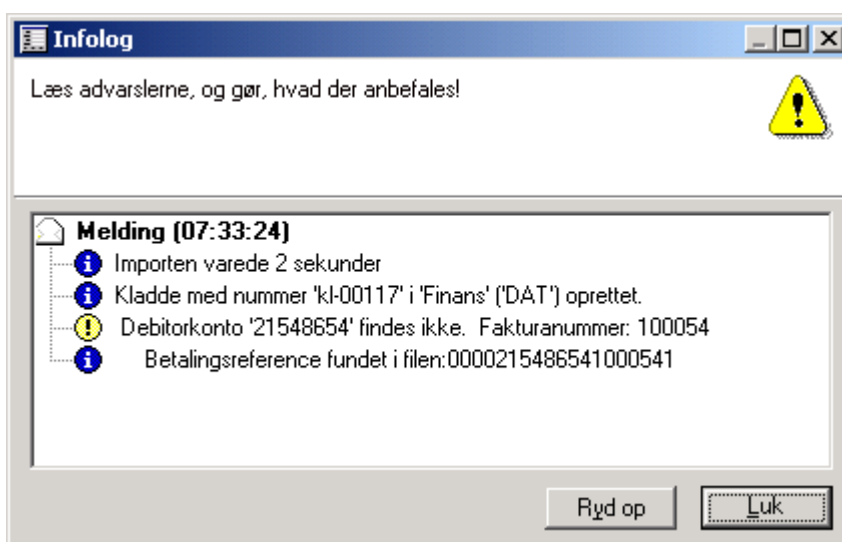 Infolog
Læs advarslerne, og gør, hvad der anbefales!
Melding (07:33:24)
Importen varede 2 sekunder
Kladde med nummer 'kl-00117' i 'Finans' ('DAT') oprettet.
Debitorkonto '21548654' findes ikke. Fakturanummer: 100054
Betalingsreference fundet i filen:0000215486541000541
Ryd op
Luk